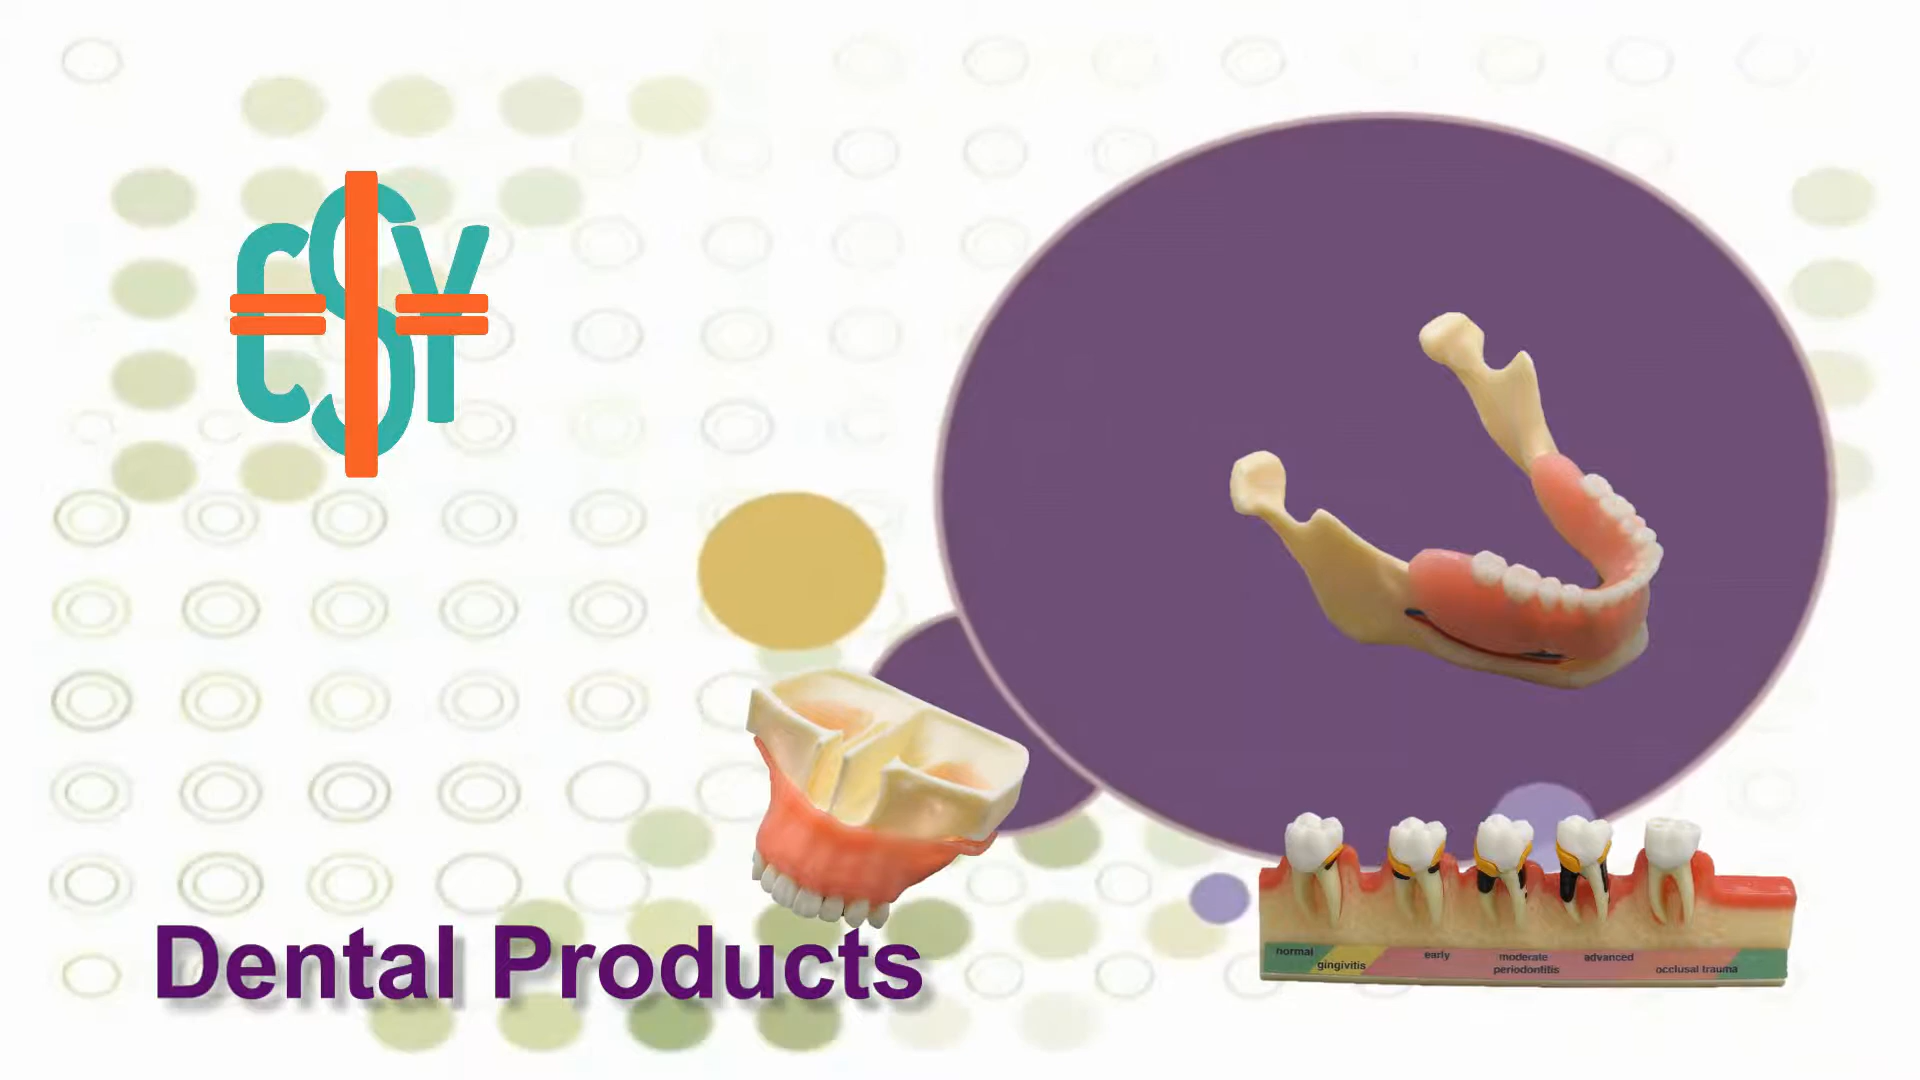 Dental Products
normal
gingivitis
early
moderate
periodontitis
advanced
occlusal trauma